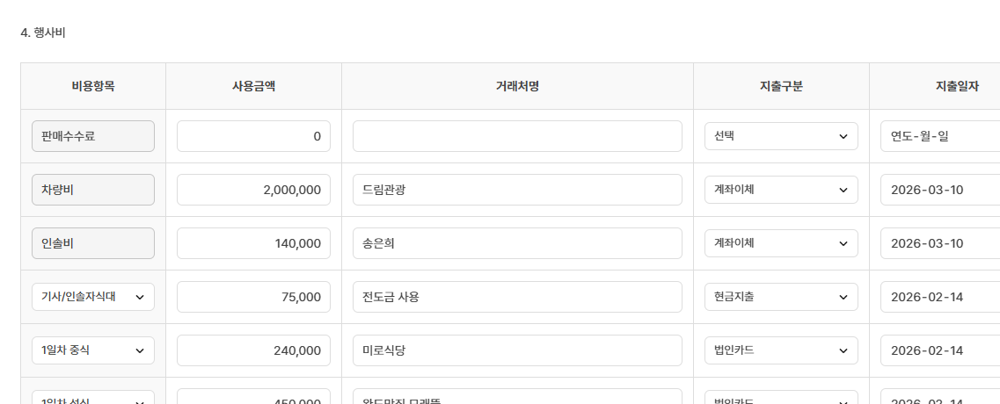 4. 행사비
비용항목 사용금액 거래처명 지출구분 지출일자
판매수수료 0 선택 연도-월-일
차량비 2,000,000 드림관광 계좌이체 2026-03-10
인솔비 140,000 송은희 계좌이체 2026-03-10
기사/인솔자식대 75,000 전도금 사용 현금지출 2026-02-14
1일차 중식 240,000 미로식당 법인카드 2026-02-14
1일차 석식 450,000 법인카드 2026-02-14